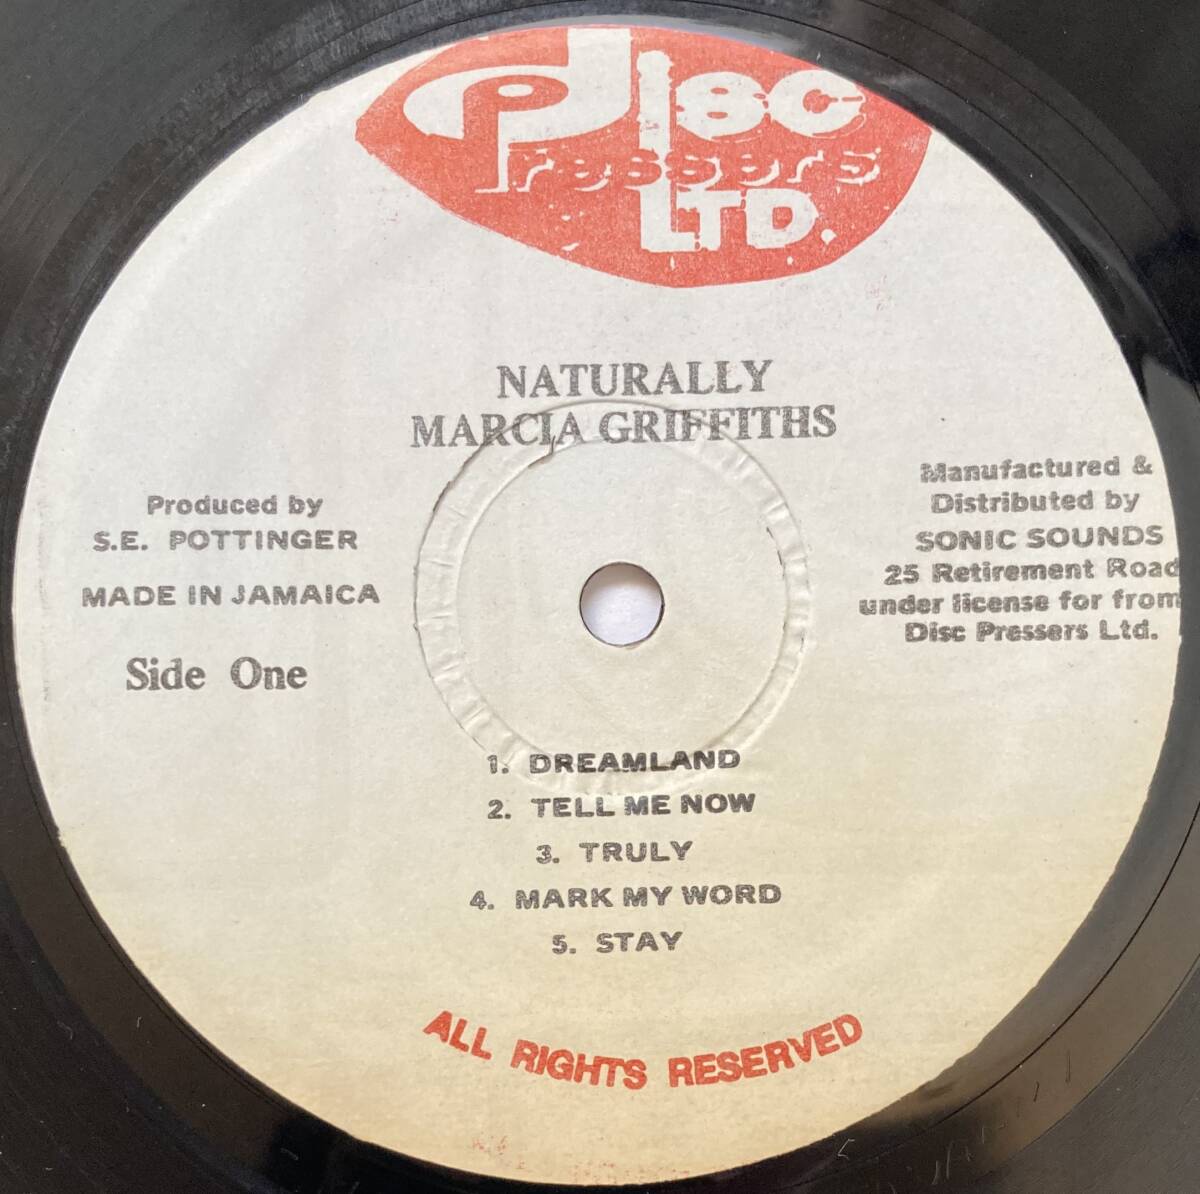 Disc
Pressers
LTD.
NATURALLY
MARCIA GRIFFITHS
Produced by
S.E. POTTINGER
MADE IN JAMAICA
Side One
Manufactured &
Distributed by
SONIC SOUNDS
25 Retirement Road
under license for from
Disc Pressers Ltd.
1. DREAMLAND
2. TELL ME NOW
3. TRULY
4. MARK MY WORD
5. STAY
ALL RIGHTS RESERVED